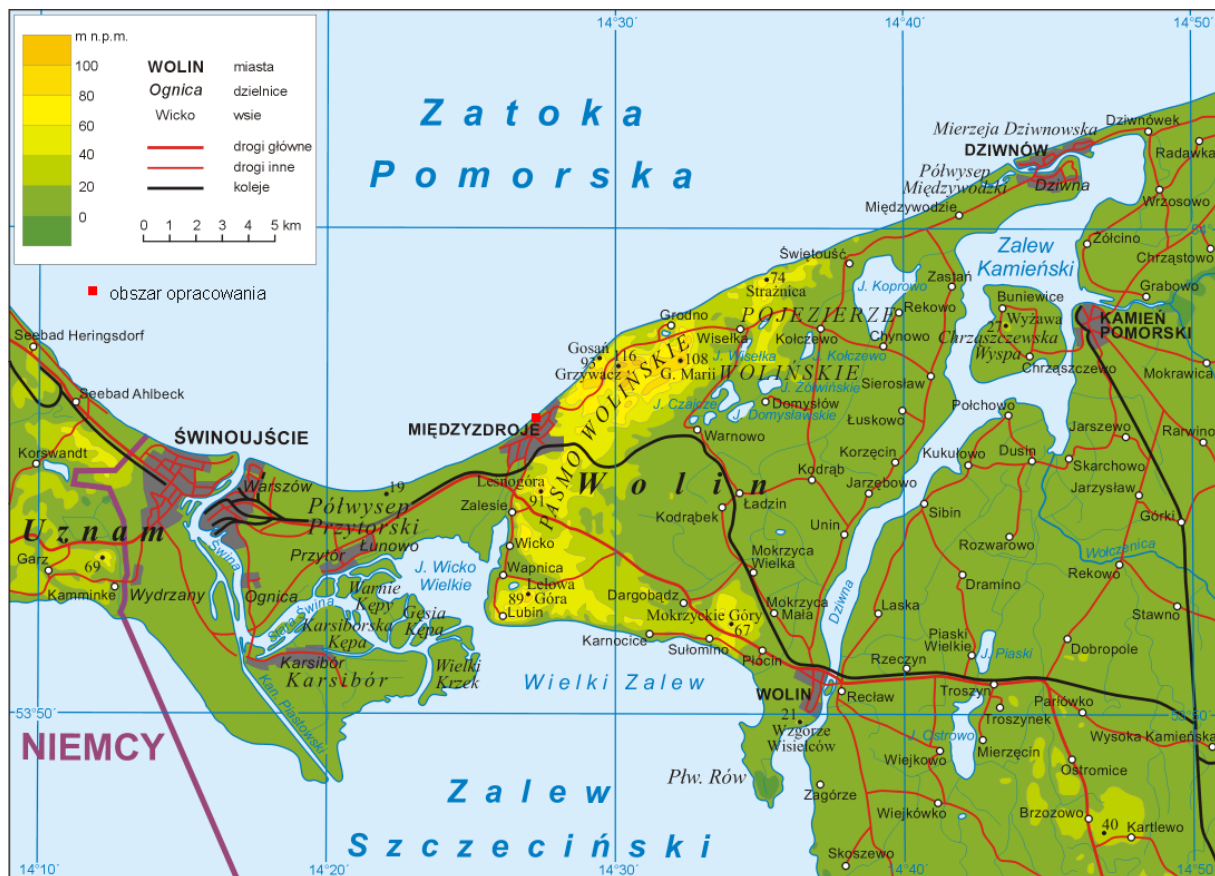 14°30´
14°40´
14°50´
m n.p.m.
100
80
60
40
20
0
WOLIN miasta
Ognica dzielnice
Wicko wsie
drogi główne
drogi inne
koleje
0 1 2 3 4 5 km
obszar opracowania
Zatoka
Pomorska
Mierzeja Dziwnowska
DZIWNÓW
Dziwnówek
Radawka
Półwysep
Międzywodzki
Dziwna
Międzywodzie
Wrzosowo
54°
Żółcino
Chrząstowo
Świętoujść
Zalew
Kamieński
Zastań
Grabowo
74
Strażnica
J. Koprowo
Buniewice
Rekowo
Wyżawa
27
KAMIEŃ
POMORSKI
Grodno
POJEZIERZE
Wisełka
Kołczewo
Chynowo
Chrząszczewska
Wyspa
Seebad Heringsdorf
Gosań
93
116
Grzywacz
108
G. Marii
J. Wisełka
J. Kołczewo
WOLIŃSKIE
Chrząszczewo
Mokrawica
Sierosław
J. Żółwińskie
Seebad Ahlbeck
J. Czajcze
J. Domysławskie
Domysłów
Łuskowo
Połchowo
ŚWINOUJŚCIE
MIĘDZYZDROJE
Warnowo
Jarszewo
Rarwino
Korswandt
PASMO WOLIŃSKIE
Korzęcin
Kukułowo
Dusin
Skarchowo
Warszów
19
Lesnogóra
91
Wolin
Kodrąb
Jarzębowo
Jarzysław
Półwysep
Przytorski
Zalesie
Ładzin
Kodrąbek
Sibin
Górki
Uznam
Świna
Unin
Rozwarowo
Wołczenica
Łunowo
Przytór
Wicko
Mokrzyca
Wielka
Garz
69
J. Wicko
Wielkie
Wapnica
Rekowo
Kamminke
Wydrzany
Ognica
Warnie
Kępy
89
Lelowa
Góra
Dargobądz
Dramino
Stara Świna
Karsiborska
Kępa
Gęsia
Kępa
Lubin
Mokrzyckie Góry
67
Mokrzyca
Mała
Dziwna
Laska
Stawno
Karnocice
Sułomino
Piaski
Wielkie
J. Piaski
Dobropole
Karsibór
Karsibór
Wielki
Krzek
Płocin
Rzeczyn
Wielki Zalew
WOLIN
Recław
Troszyn
Parłówko
53°50´
Kan. Piastowski
21
Wzgórze
Wisielców
Troszynek
Wysoka Kamieńska
NIEMCY
J. Ostrowo
Mierzęcin
Wiejkowo
Ostromice
Płw. Rów
Zagórze
Zalew
Szczeciński
Wiejkówko
Brzozowo
40
Kartlewo
Skoszewo
14°10´
14°20´
14°30´
14°40´
14°50´